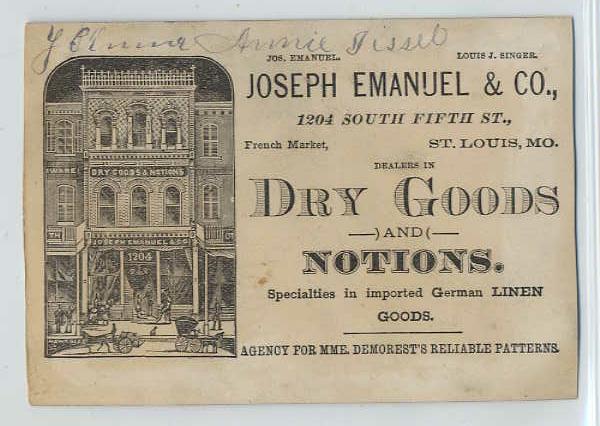 Annie Tissel
JOS. EMANUEL. LOUIS J. SINGER.
JOSEPH EMANUEL & CO.,
1204 SOUTH FIFTH ST.,
French Market, ST. LOUIS, MO.
DEALERS IN
DRY GOODS
—) AND (—
NOTIONS.
Specialties in imported German LINEN
GOODS.
AGENCY FOR MME. DEMOREST'S RELIABLE PATTERNS.
WARE
DRY GOODS & NOTIONS
JOSEPH EMANUEL & CO
1204